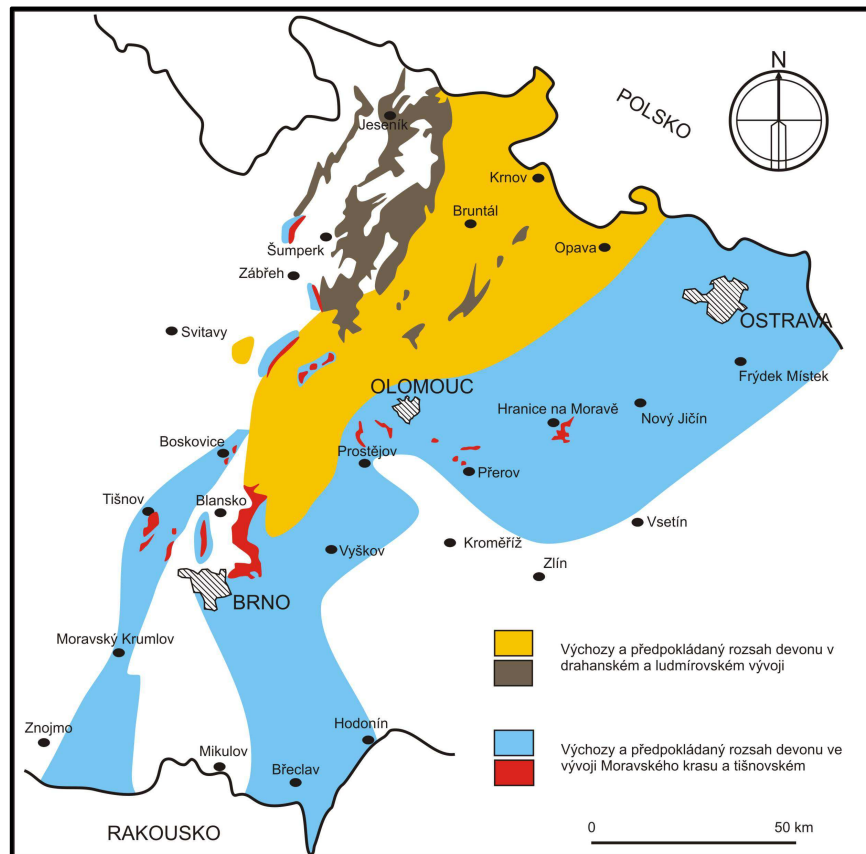 N
POLSKO
Jeseník
Krnov
Bruntál
Šumperk
Opava
Zábřeh
OSTRAVA
Svitavy
Frýdek Místek
OLOMOUC
Hranice na Moravě
Nový Jičín
Boskovice
Prostějov
Přerov
Tišnov
Blansko
Vsetín
Vyškov
Kroměříž
Zlín
BRNO
Moravský Krumlov
Výchozy a předpokládaný rozsah devonu v
drahanském a ludmírovském vývoji
Znojmo
Hodonín
Mikulov
Břeclav
Výchozy a předpokládaný rozsah devonu ve
vývoji Moravského krasu a tišnovském
RAKOUSKO
0 50 km